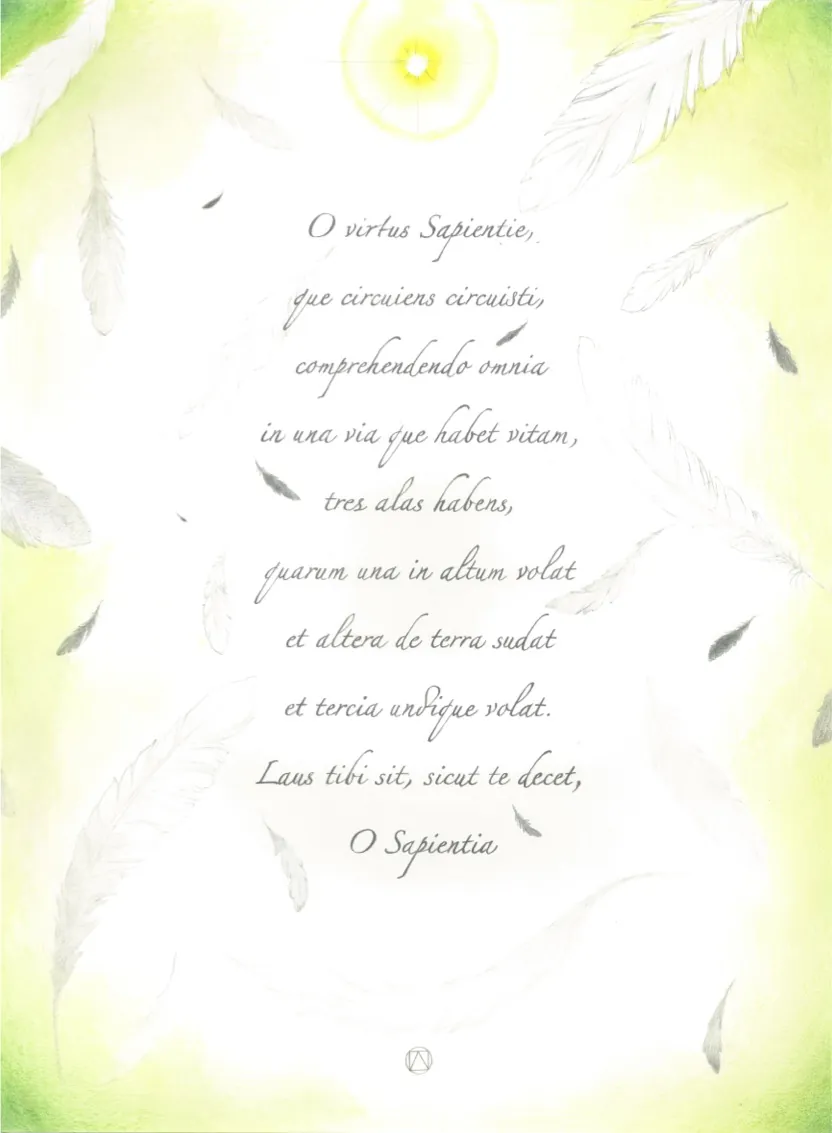 O virtus Sapientie,
que circuiens circuisti,
comprehendendo omnia
in una via que habet vitam,
tres alas habens,
quarum una in altum volat
et altera de terra sudat
et tercia undique volat.
Laus tibi sit, sicut te decet,
O Sapientia